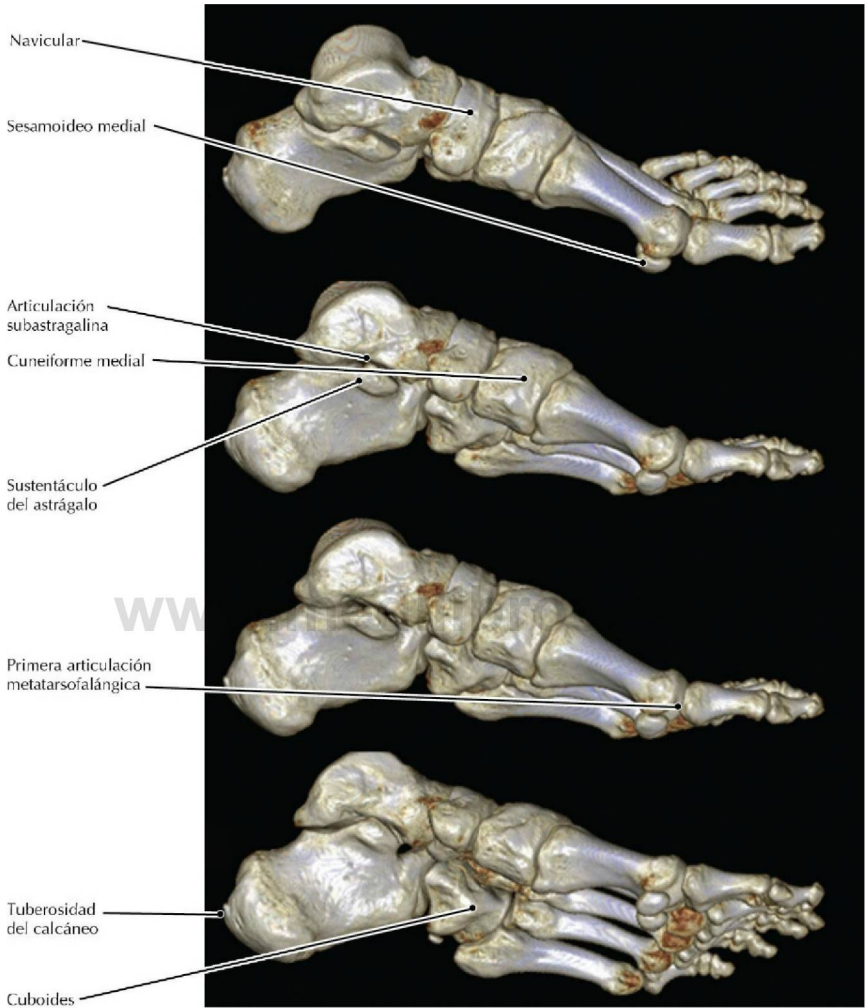 Navicular
Sesamoideo medial
Articulación
subastragalina
Cuneiforme medial
Sustentáculo
del astrágalo
Primera articulación
metatarsofalángica
Tuberosidad
del calcáneo
Cuboides